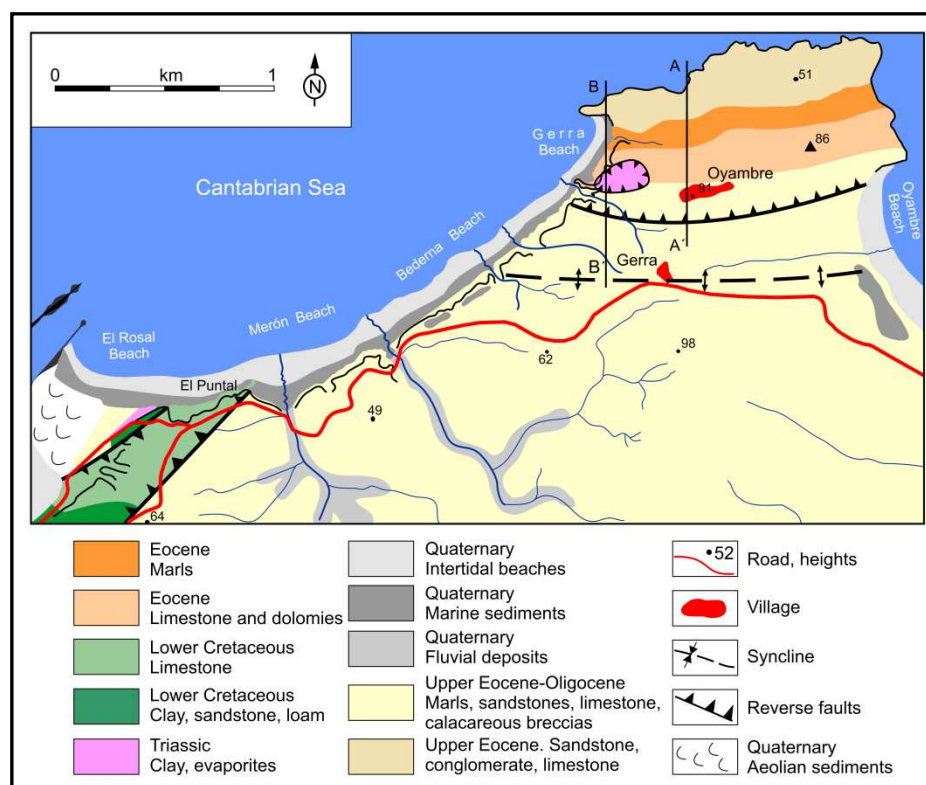 0 km 1
N
A
B
51
Gerra
Beach
86
Cantabrian Sea
Oyambre
91
Oyambre
Beach
Bederna Beach
A´
B´
Gerra
Merón Beach
El Rosal
Beach
62
98
El Puntal
49
64
Eocene
Marls
Eocene
Limestone and dolomies
Lower Cretaceous
Limestone
Lower Cretaceous
Clay, sandstone, loam
Triassic
Clay, evaporites
Quaternary
Intertidal beaches
Quaternary
Marine sediments
Quaternary
Fluvial deposits
Upper Eocene-Oligocene
Marls, sandstones, limestone,
calacareous breccias
Upper Eocene. Sandstone,
conglomerate, limestone
52
Road, heights
Village
Syncline
Reverse faults
Quaternary
Aeolian sediments